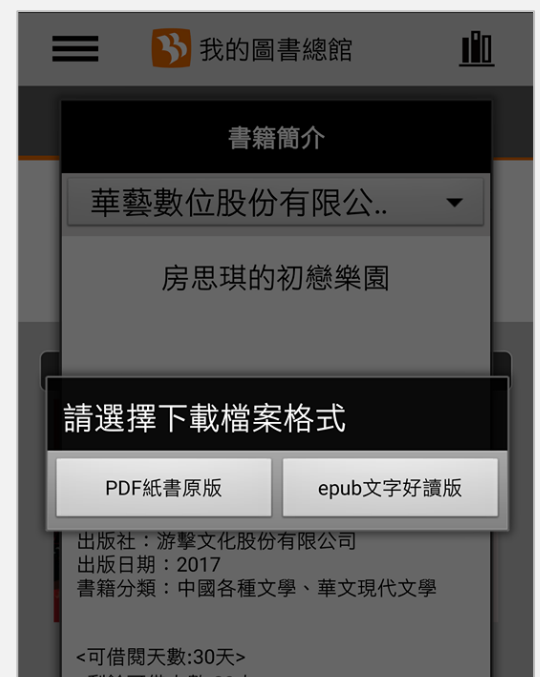 我的圖書總館
書籍簡介
華藝數位股份有限公..
房思琪的初戀樂園
請選擇下載檔案格式
PDF紙書原版
epub文字好讀版
出版社：游擊文化股份有限公司
出版日期：2017
書籍分類：中國各種文學、華文現代文學
<可借閱天數:30天>